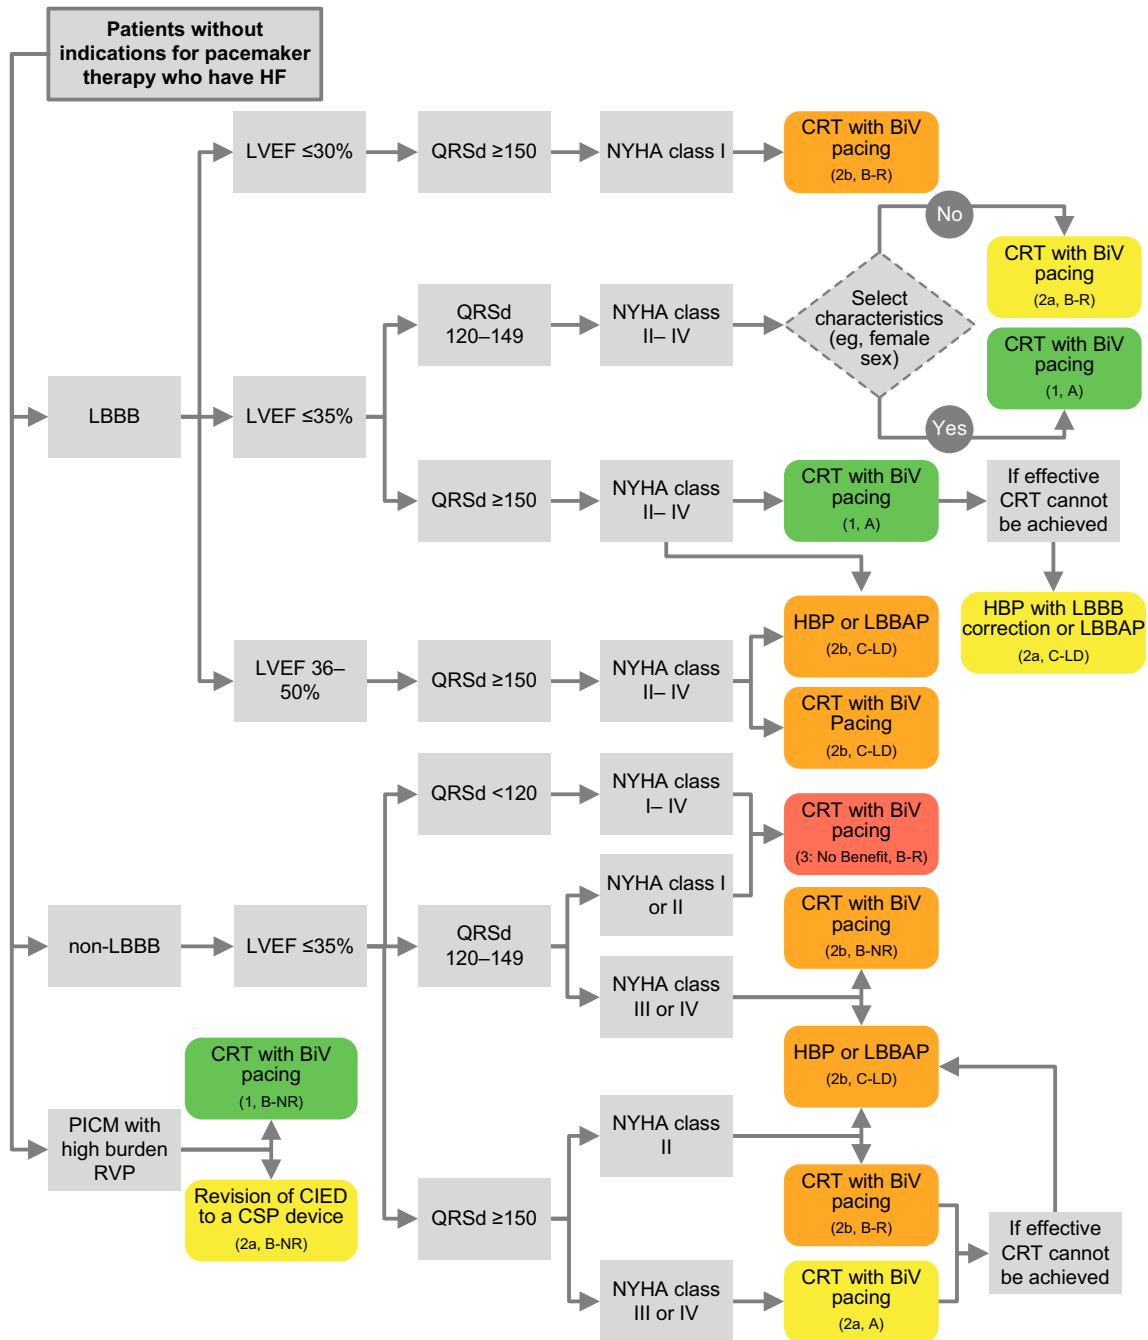 Patients without
indications for pacemaker
therapy who have HF
LVEF ≤30%
QRSd ≥150
NYHA class I
CRT with BiV
pacing
(2b, B-R)
No
CRT with BiV
pacing
(2a, B-R)
QRSd
120–149
NYHA class
II– IV
Select
characteristics
(eg, female
sex)
CRT with BiV
pacing
(1, A)
Yes
LBBB
LVEF ≤35%
QRSd ≥150
NYHA class
II– IV
CRT with BiV
pacing
(1, A)
If effective
CRT cannot
be achieved
HBP or LBBAP
(2b, C-LD)
HBP with LBBB
correction or LBBAP
(2a, C-LD)
LVEF 36–
50%
QRSd ≥150
NYHA class
II– IV
CRT with BiV
Pacing
(2b, C-LD)
QRSd <120
NYHA class
I– IV
CRT with BiV
pacing
(3: No Benefit, B-R)
NYHA class I
or II
non-LBBB
LVEF ≤35%
QRSd
120–149
CRT with BiV
pacing
(2b, B-NR)
NYHA class
III or IV
HBP or LBBAP
(2b, C-LD)
CRT with BiV
pacing
(1, B-NR)
PICM with
high burden
RVP
Revision of CIED
to a CSP device
(2a, B-NR)
NYHA class
II
QRSd ≥150
CRT with BiV
pacing
(2b, B-R)
If effective
CRT cannot
be achieved
NYHA class
III or IV
CRT with BiV
pacing
(2a, A)